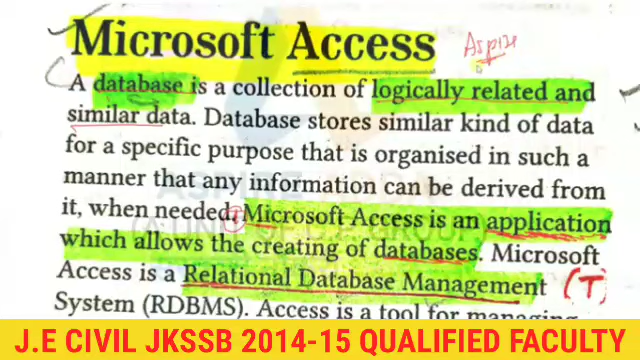 Microsoft Access
Aspire
A database is a collection of logically related and
similar data. Database stores similar kind of data
for a specific purpose that is organised in such a
manner that any information can be derived from
it, when needed. Microsoft Access is an application
which allows the creating of databases. Microsoft
Access is a Relational Database Management (T)
System (RDBMS). Access is a tool for managing
J.E CIVIL JKSSB 2014-15 QUALIFIED FACULTY